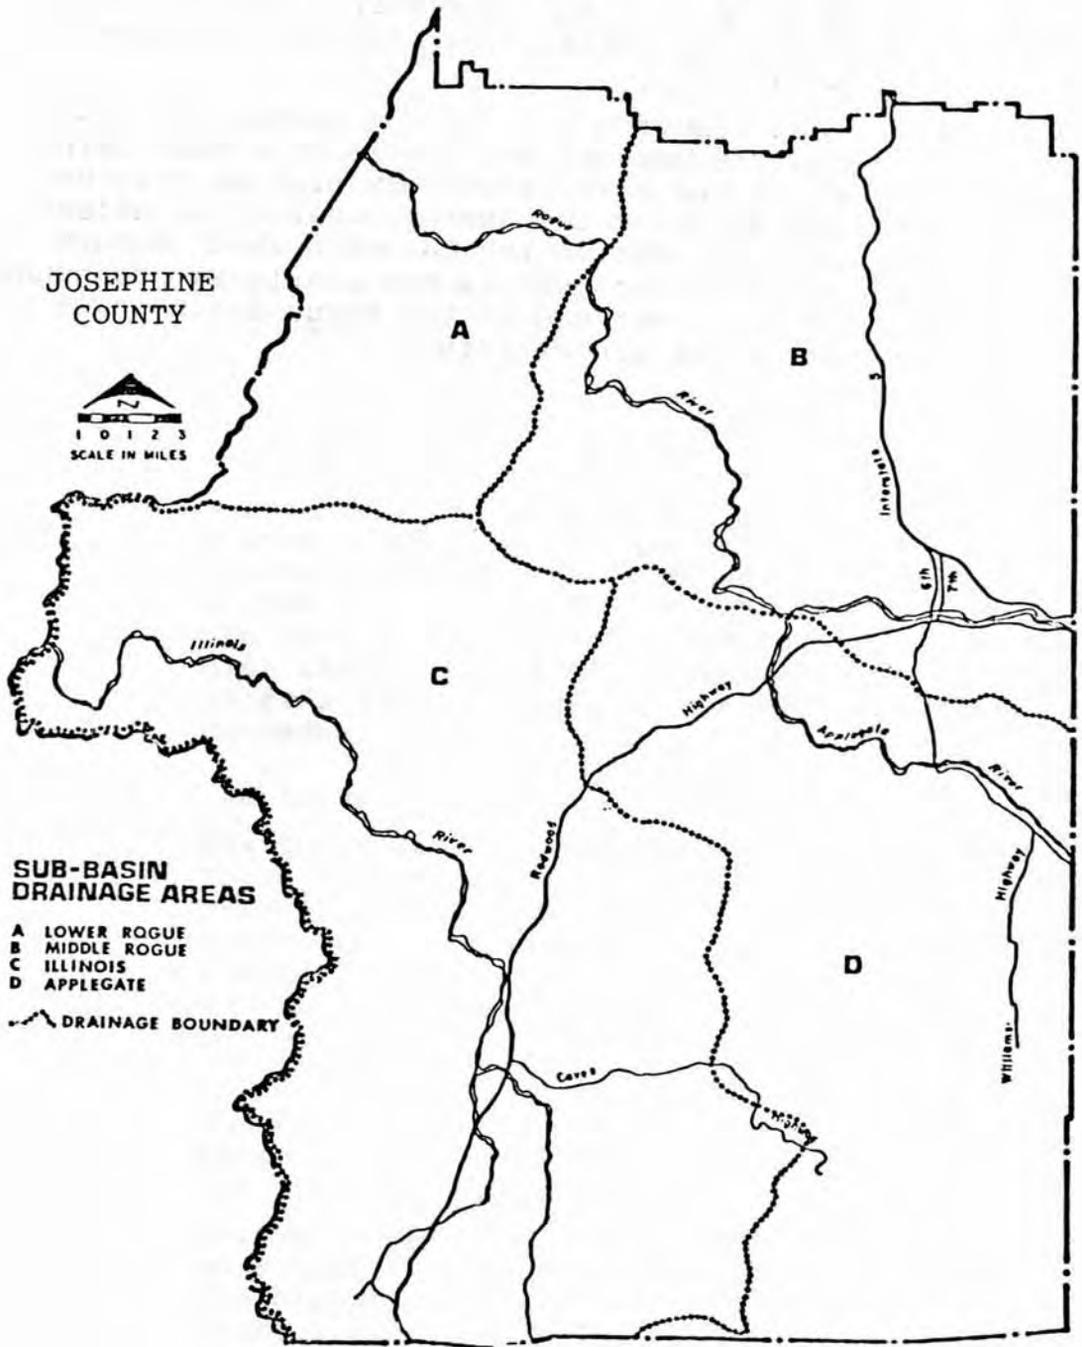 Rogue
JOSEPHINE
COUNTY
A
B
River
N
1 0 1 2 3
SCALE IN MILES
5
Interstate
6th
7th
Illinois
C
Highway
Applegate
River
River
Redwood
Highway
SUB-BASIN
DRAINAGE AREAS
A LOWER ROGUE
B MIDDLE ROGUE
C ILLINOIS
D APPLEGATE
DRAINAGE BOUNDARY
D
Williams
Caves
Highway